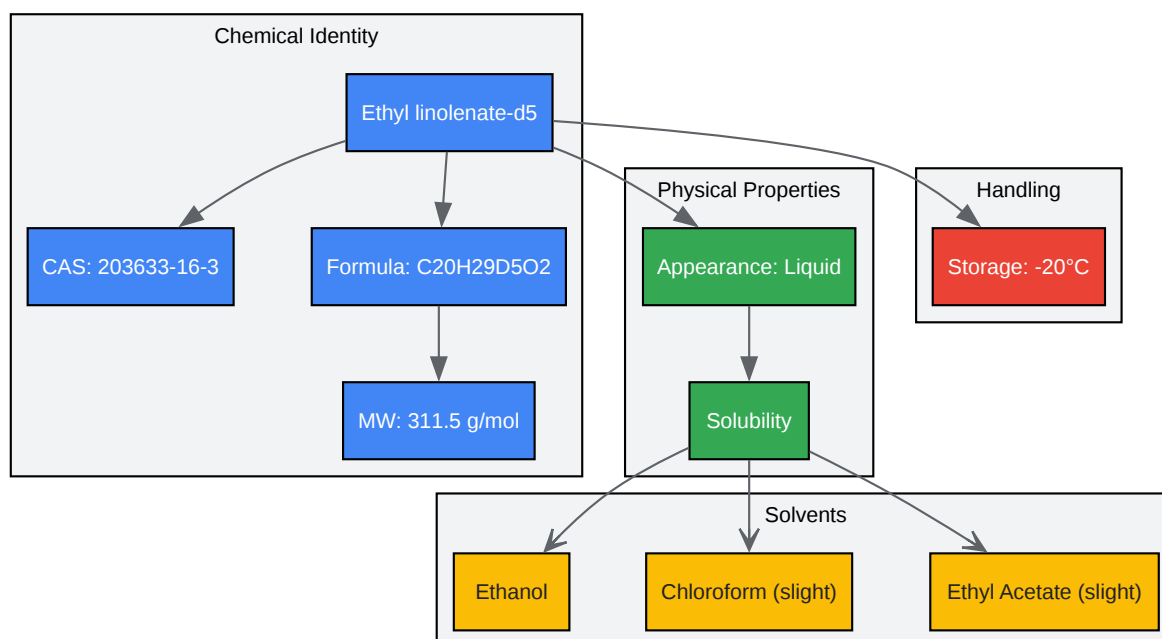 Chemical Identity
Ethyl linolenate-d5
Physical Properties
Handling
CAS: 203633-16-3
Formula: C20H29D5O2
Appearance: Liquid
Storage: -20°C
MW: 311.5 g/mol
Solubility
Solvents
Ethanol
Chloroform (slight)
Ethyl Acetate (slight)